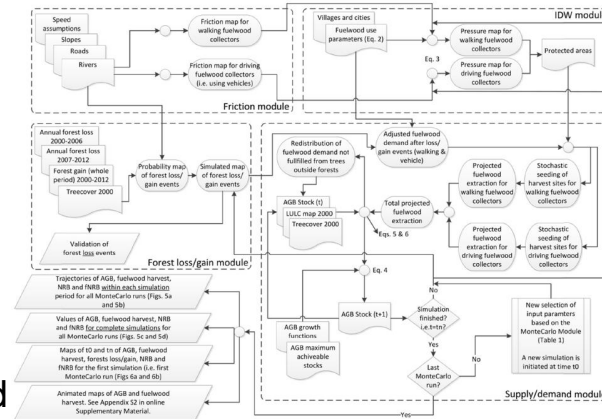 Speed
assumptions
Slopes
Roads
Rivers
Friction map for
walking fuelwood
collectors
Friction map for driving
fuelwood collectors
(i.e. using vehicles)
Friction module
IDW modul
Villages and cities
Fuelwood use
parameters (Eq. 2)
Eq. 3
Pressure map for
walking fuelwood
collectors
Pressure map for
driving fuelwood
collectors
Protected areas
Annual forest loss
2000-2006
Annual forest loss
2007-2012
Forest gain (whole
period) 2000-2012
Treecover 2000
Probability map
of forest loss/
gain events
Simulated map
of forest loss/
gain events
Validation of
forest loss events
Forest loss/gain module
Redistribution of
fuelwood demand not
fullfilled from trees
outside forests
Adjusted fuelwood
demand after loss/
gain events (walking &
vehicle)
AGB Stock (t)
LULC map 2000
Treecover 2000
Eqs. 5 & 6
Total projected
fuelwood
extraction
Projected
fuelwood
extraction for
walking fuelwood
collectors
Stochastic
seeding of
harvest sites for
walking fuelwood
collectors
Projected
fuelwood
extraction for
driving fuelwood
collectors
Stochastic
seeding of
harvest sites for
driving fuelwood
collectors
Eq. 4
AGB growth
functions
AGB maximum
achieveable
stocks
AGB Stock (t+1)
No
Simulation
finished?
i.e.t=tn?
Yes
Last
MonteCarlo
run?
No
Yes
New selection of
input paramters
based on the
MonteCarlo Module
(Table 1)
A new simulation is
initiated at time t0
Supply/demand modul
Trajectories of AGB, fuelwood harvest,
NRB and fNRB within each simulation
period for all MonteCarlo runs (Figs. 5a
and 5b)
Values of AGB, fuelwood harvest, NRB
and fNRB for complete simulations for
all MonteCarlo runs (Figs. 5c and 5d)
Maps of t0 and tn of AGB, fuelwood
harvest, forests loss/gain, NRB and
fNRB for the first simulation (i.e. first
MonteCarlo run (Figs 6a and 6b)
Animated maps of AGB and fuelwood
harvest. See Appendix S2 in online
Supplementary Material.
d